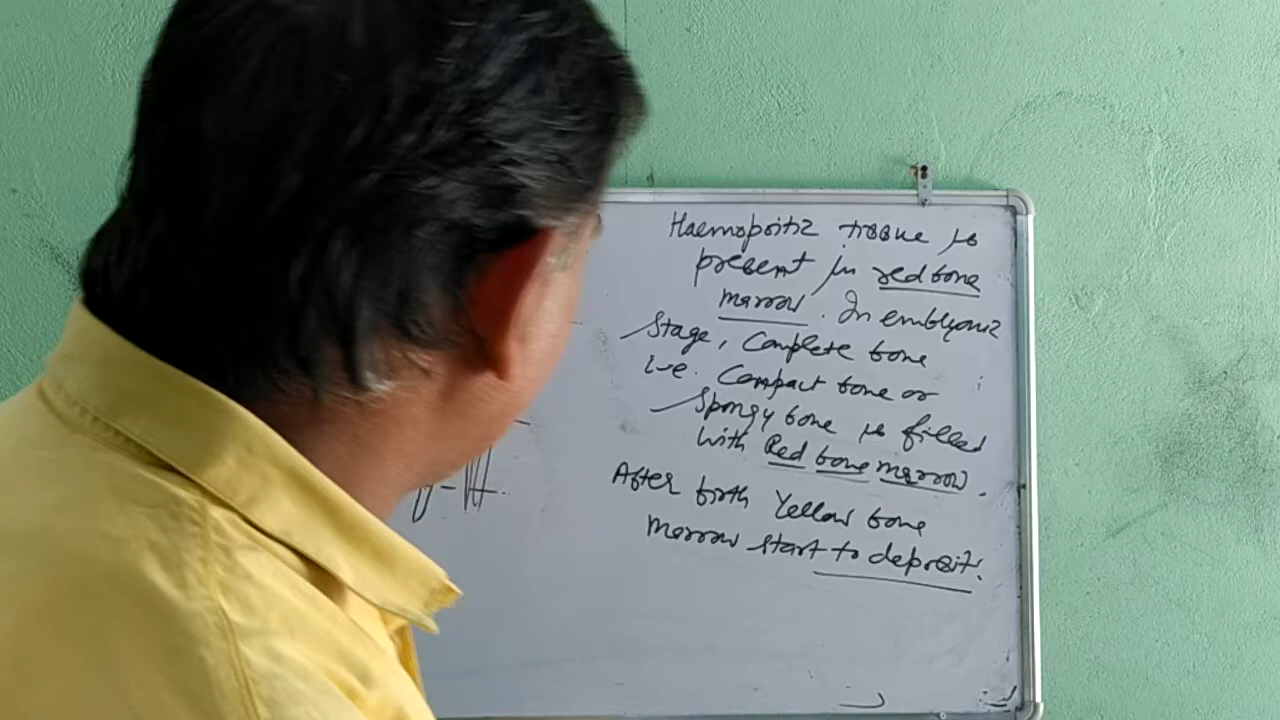 Haemopoitic tissue is
present in red bone
marrow. In embryonic
Stage, Complete bone
i.e. Compact bone or
Spongy bone is filled
with Red bone marrow.
After birth Yellow bone
marrow start to deposit.